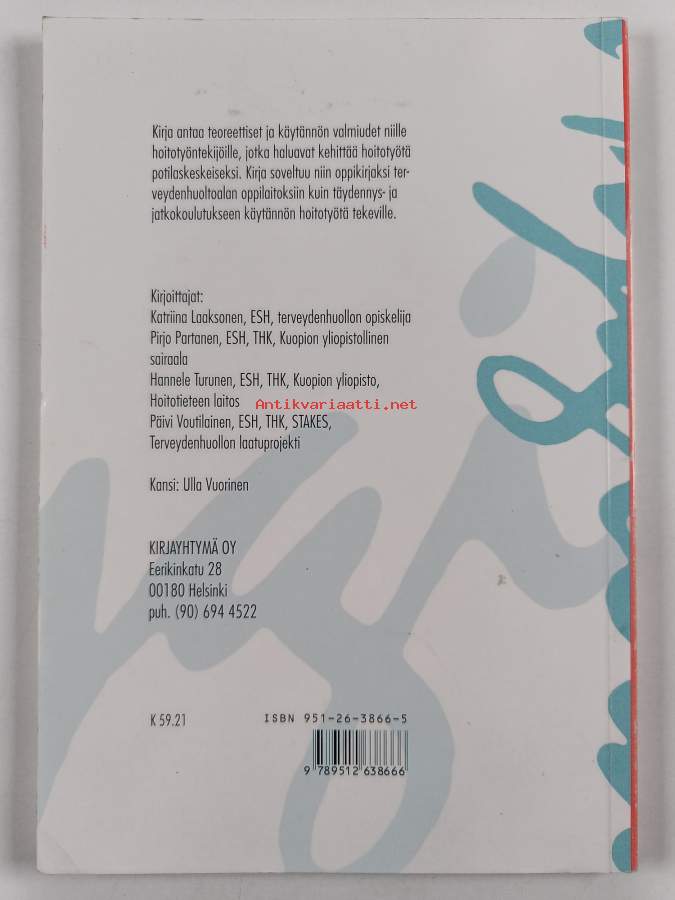 Kirja antaa teoreettiset ja käytännön valmiudet niille
hoitotyöntekijöille, jotka haluavat kehittää hoitotyötä
potilaskeskeiseksi. Kirja soveltuu niin oppikirjaksi ter-
veydenhuoltoalan oppilaitoksiin kuin täydennys- ja
jatkokoulutukseen käytännön hoitotyötä tekeville.
Kirjoittajat:
Katriina Laaksonen, ESH, terveydenhuollon opiskelija
Pirjo Partanen, ESH, THK, Kuopion yliopistollinen
sairaala
Hannele Turunen, ESH, THK, Kuopion yliopisto,
Hoitotieteen laitos
Antikvariaatti.net
Päivi Voutilainen, ESH, THK, STAKES,
Terveydenhuollon laatuprojekti
Kansi: Ulla Vuorinen
KIRJAYHTYMÄ OY
Eerikinkatu 28
00180 Helsinki
puh. (90) 694 4522
K 59.21
ISBN 951-26-3866-5
9 789512 638666